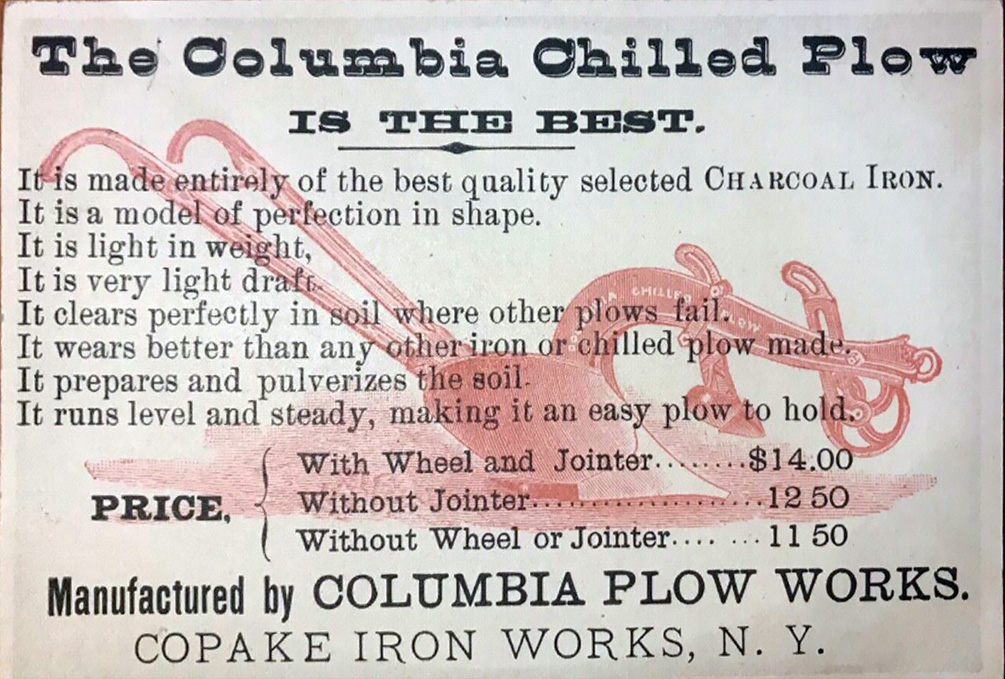 The Columbia Chilled Plow
IS THE BEST.
It is made entirely of the best quality selected CHARCOAL IRON.
It is a model of perfection in shape.
It is light in weight,
It is very light draft.
It clears perfectly in soil where other plows fail.
It wears better than any other iron or chilled plow made.
It prepares and pulverizes the soil.
It runs level and steady, making it an easy plow to hold.
CHILLED PLOW
PRICE,
With Wheel and Jointer........$14.00
Without Jointer........................12 50
Without Wheel or Jointer.... ...11 50
Manufactured by COLUMBIA PLOW WORKS.
COPAKE IRON WORKS, N. Y.